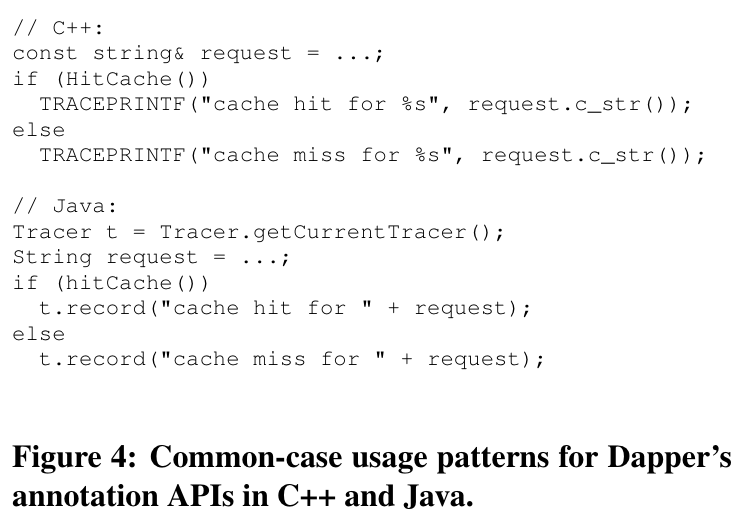 // C++:
const string& request = ...;
if (HitCache())
  TRACEPRINTF("cache hit for %s", request.c_str());
else
  TRACEPRINTF("cache miss for %s", request.c_str());

// Java:
Tracer t = Tracer.getCurrentTracer();
String request = ...;
if (hitCache())
  t.record("cache hit for " + request);
else
  t.record("cache miss for " + request);

Figure 4: Common-case usage patterns for Dapper's
annotation APIs in C++ and Java.